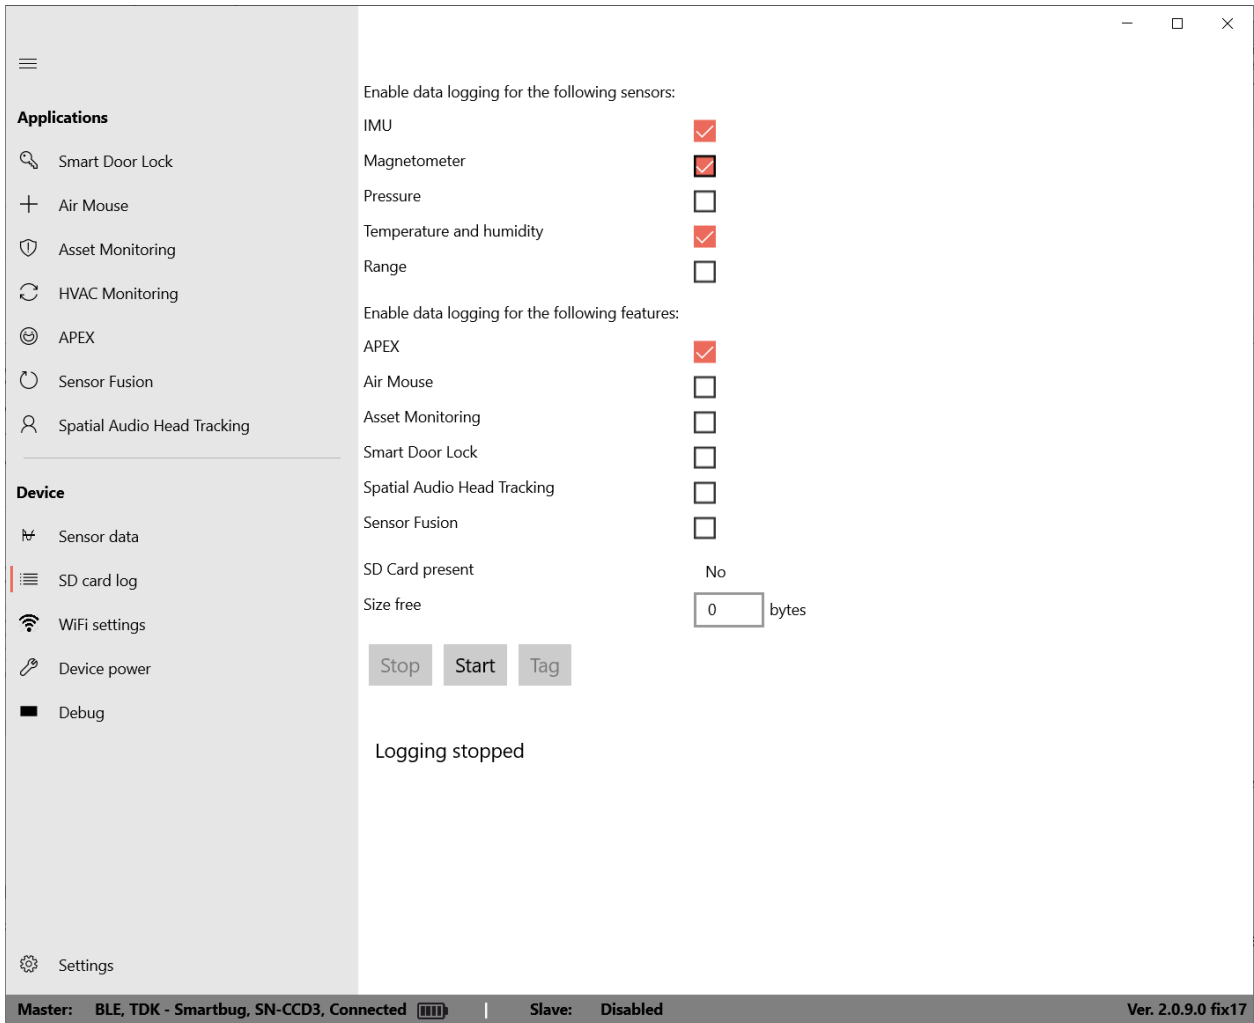 Applications
Smart Door Lock
Air Mouse
Asset Monitoring
HVAC Monitoring
APEX
Sensor Fusion
Spatial Audio Head Tracking
Device
Sensor data
SD card log
WiFi settings
Device power
Debug
Settings
Enable data logging for the following sensors:
IMU
Magnetometer
Pressure
Temperature and humidity
Range
Enable data logging for the following features:
APEX
Air Mouse
Asset Monitoring
Smart Door Lock
Spatial Audio Head Tracking
Sensor Fusion
SD Card present No
Size free 0 bytes
Stop Start Tag
Logging stopped
Master: BLE, TDK - Smartbug, SN-CCD3, Connected | Slave: Disabled Ver. 2.0.9.0 fix17